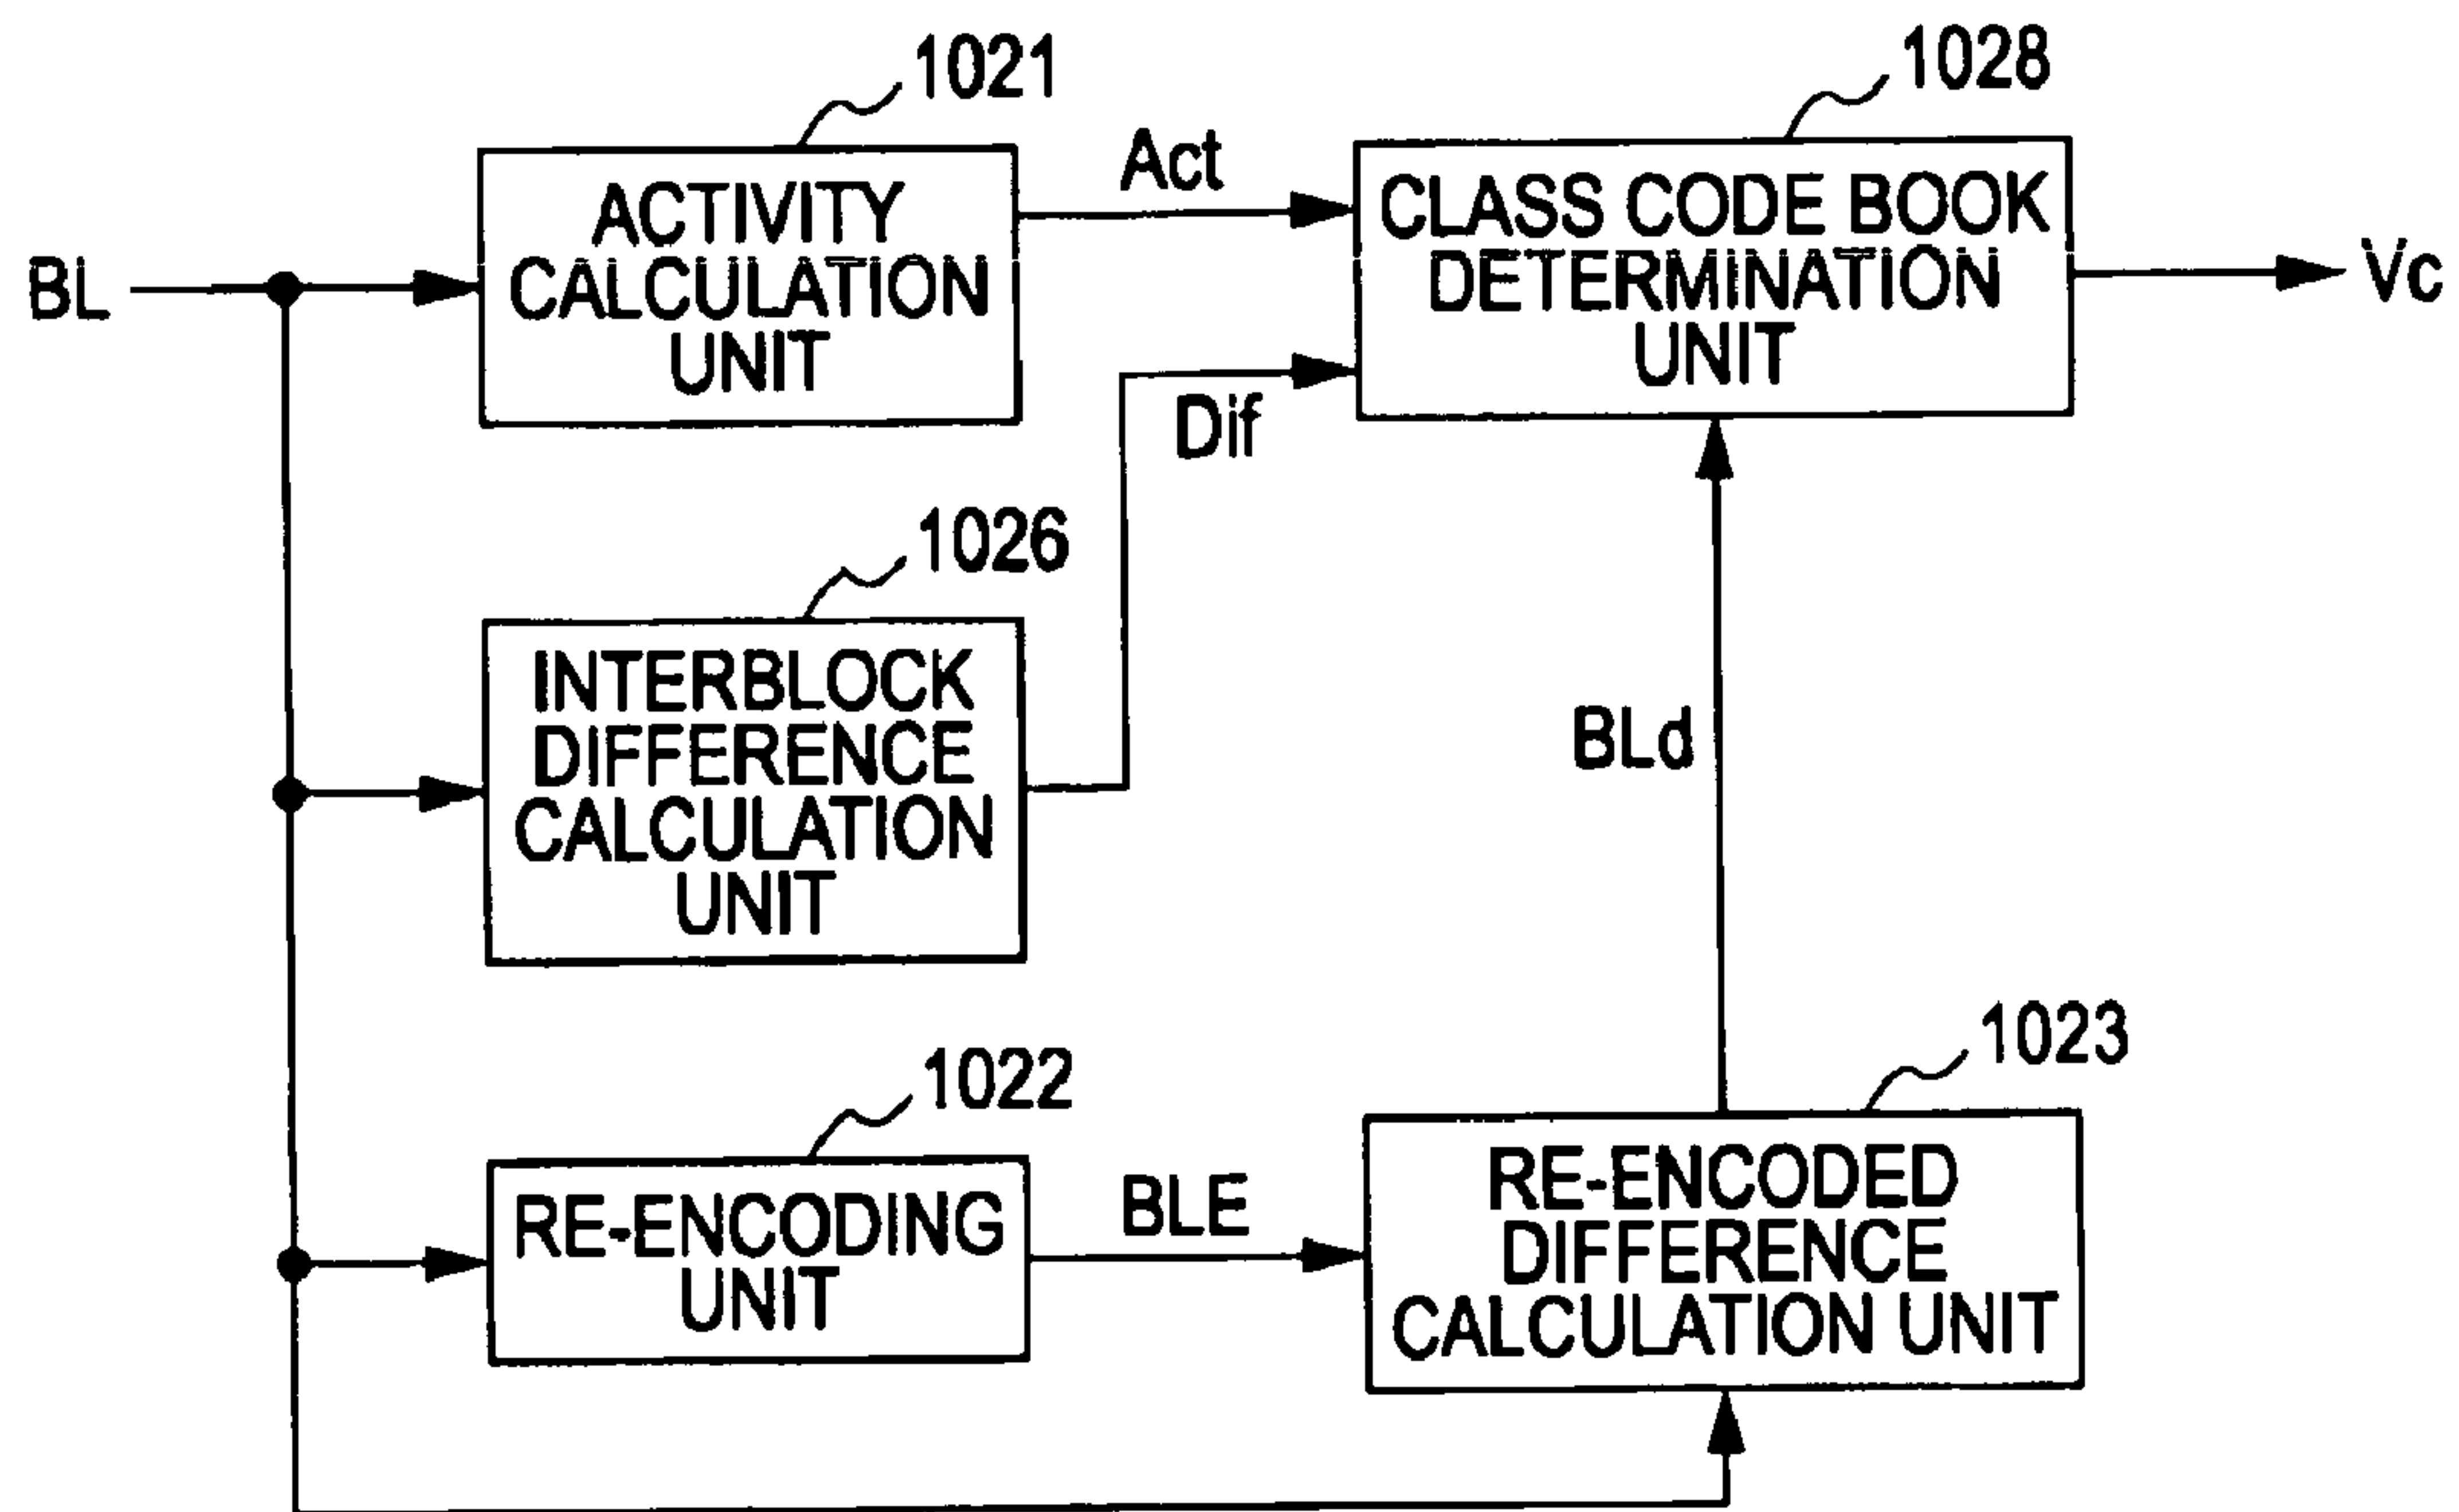 1021
1028
BL
ACTIVITY
CALCULATION
UNIT
Act
CLASS CODE BOOK
DETERMINATION
UNIT
Vc
Dif
1026
INTERBLOCK
DIFFERENCE
CALCULATION
UNIT
BLd
1022
1023
RE-ENCODING
UNIT
BLE
RE-ENCODED
DIFFERENCE
CALCULATION UNIT